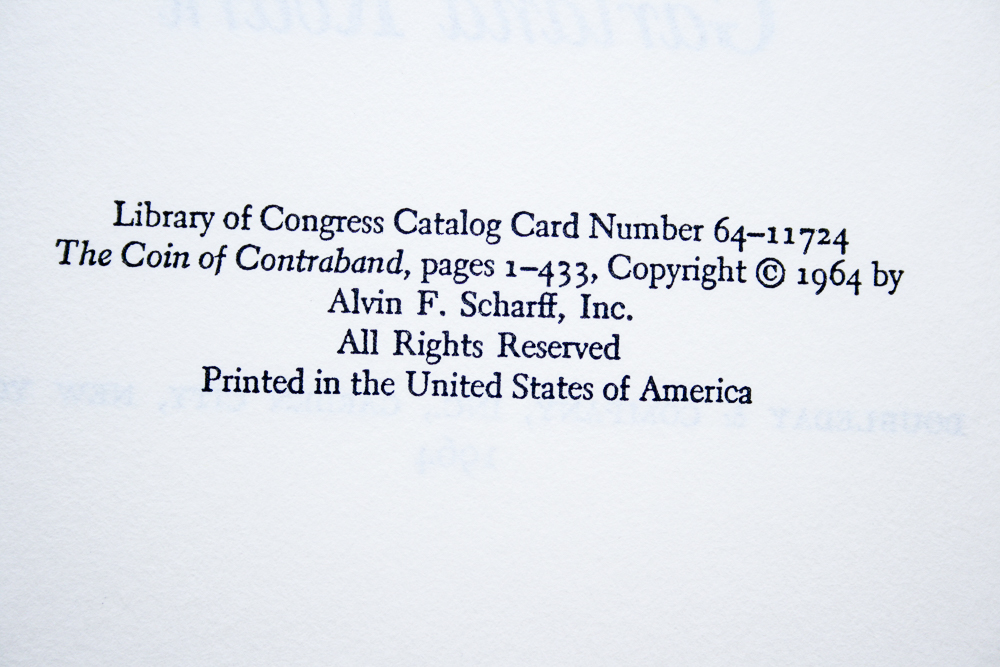 Library of Congress Catalog Card Number 64–11724
The Coin of Contraband, pages 1–433, Copyright © 1964 by
Alvin F. Scharff, Inc.
All Rights Reserved
Printed in the United States of America